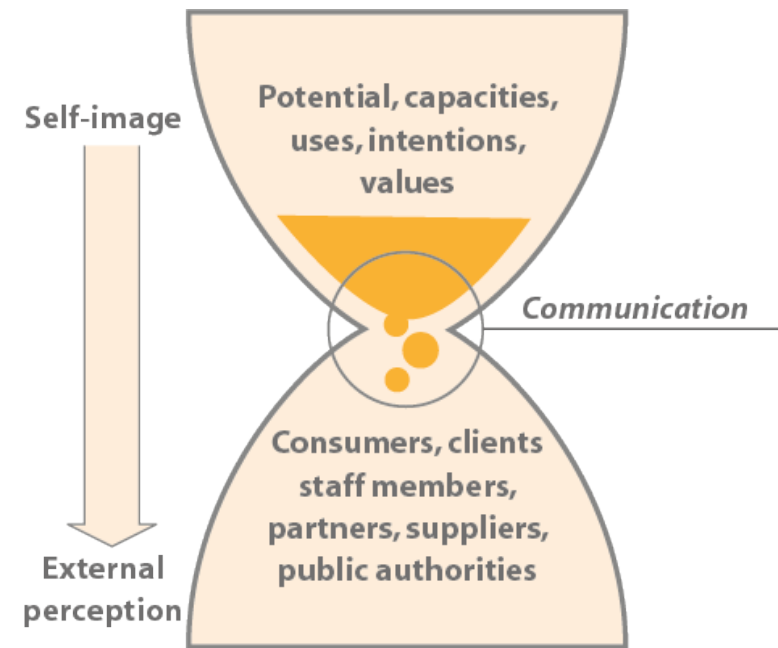 Self-image
Potential, capacities,
uses, intentions,
values
Communication
Consumers, clients
staff members,
partners, suppliers,
public authorities
External
perception